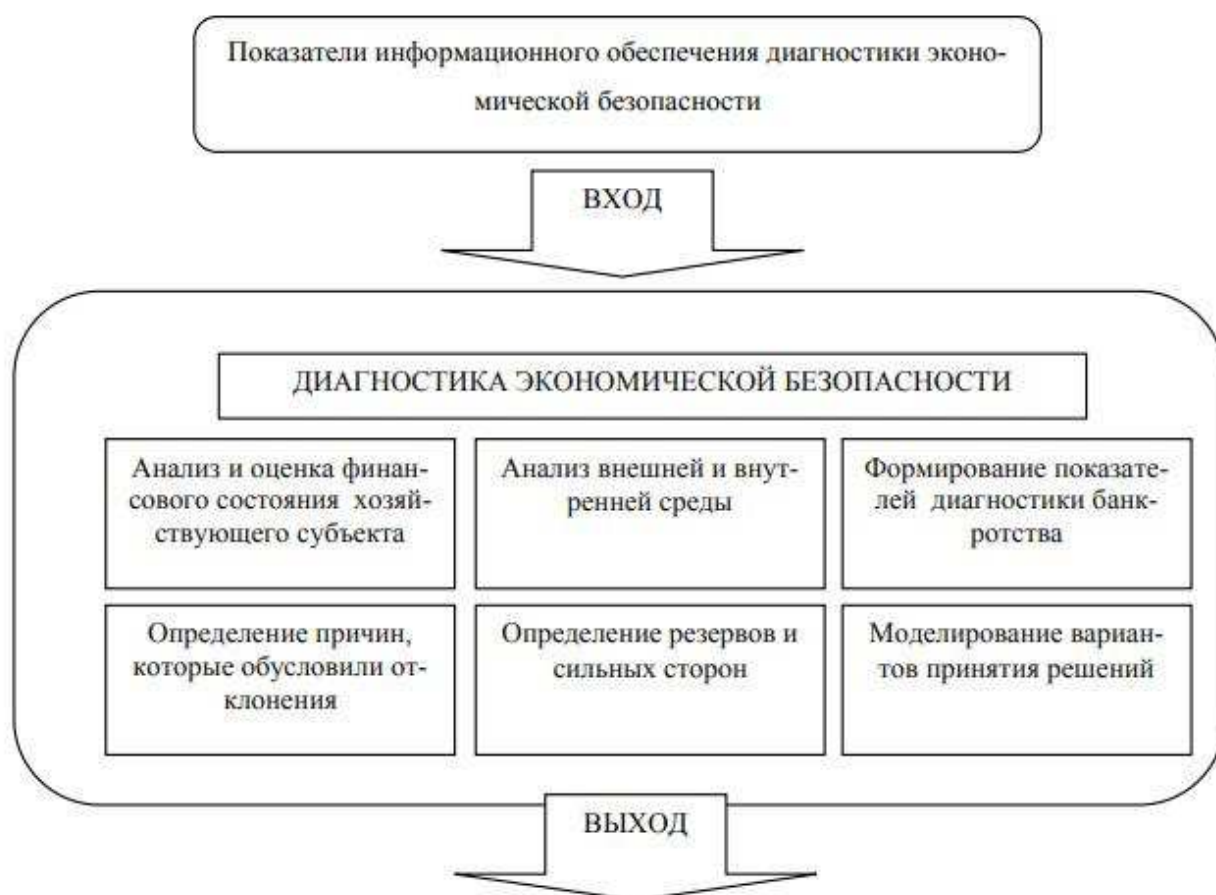 Показатели информационного обеспечения диагностики эконо-
мической безопасности
ВХОД
ДИАГНОСТИКА ЭКОНОМИЧЕСКОЙ БЕЗОПАСНОСТИ
Анализ и оценка финан-
сового состояния хозяй-
ствующего субъекта
Анализ внешней и внут-
ренней среды
Формирование показате-
лей диагностики банк-
ротства
Определение причин,
которые обусловили от-
клонения
Определение резервов и
сильных сторон
Моделирование вариан-
тов принятия решений
ВЫХОД